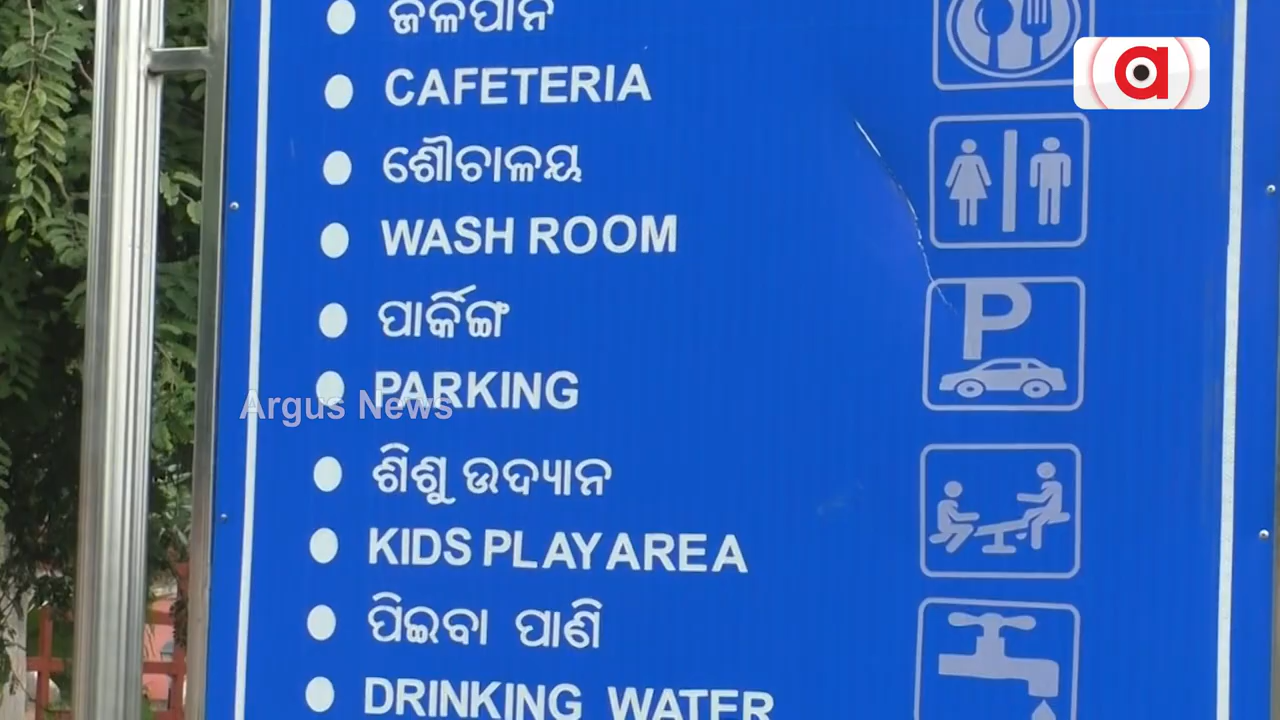 ଜଳପାନ
CAFETERIA
ଶୌଚାଳୟ
WASH ROOM
ପାର୍କିଙ୍ଗ
PARKING
Argus News
ଶିଶୁ ଉଦ୍ୟାନ
KIDS PLAY AREA
ପିଇବା ପାଣି
DRINKING WATER
P
a